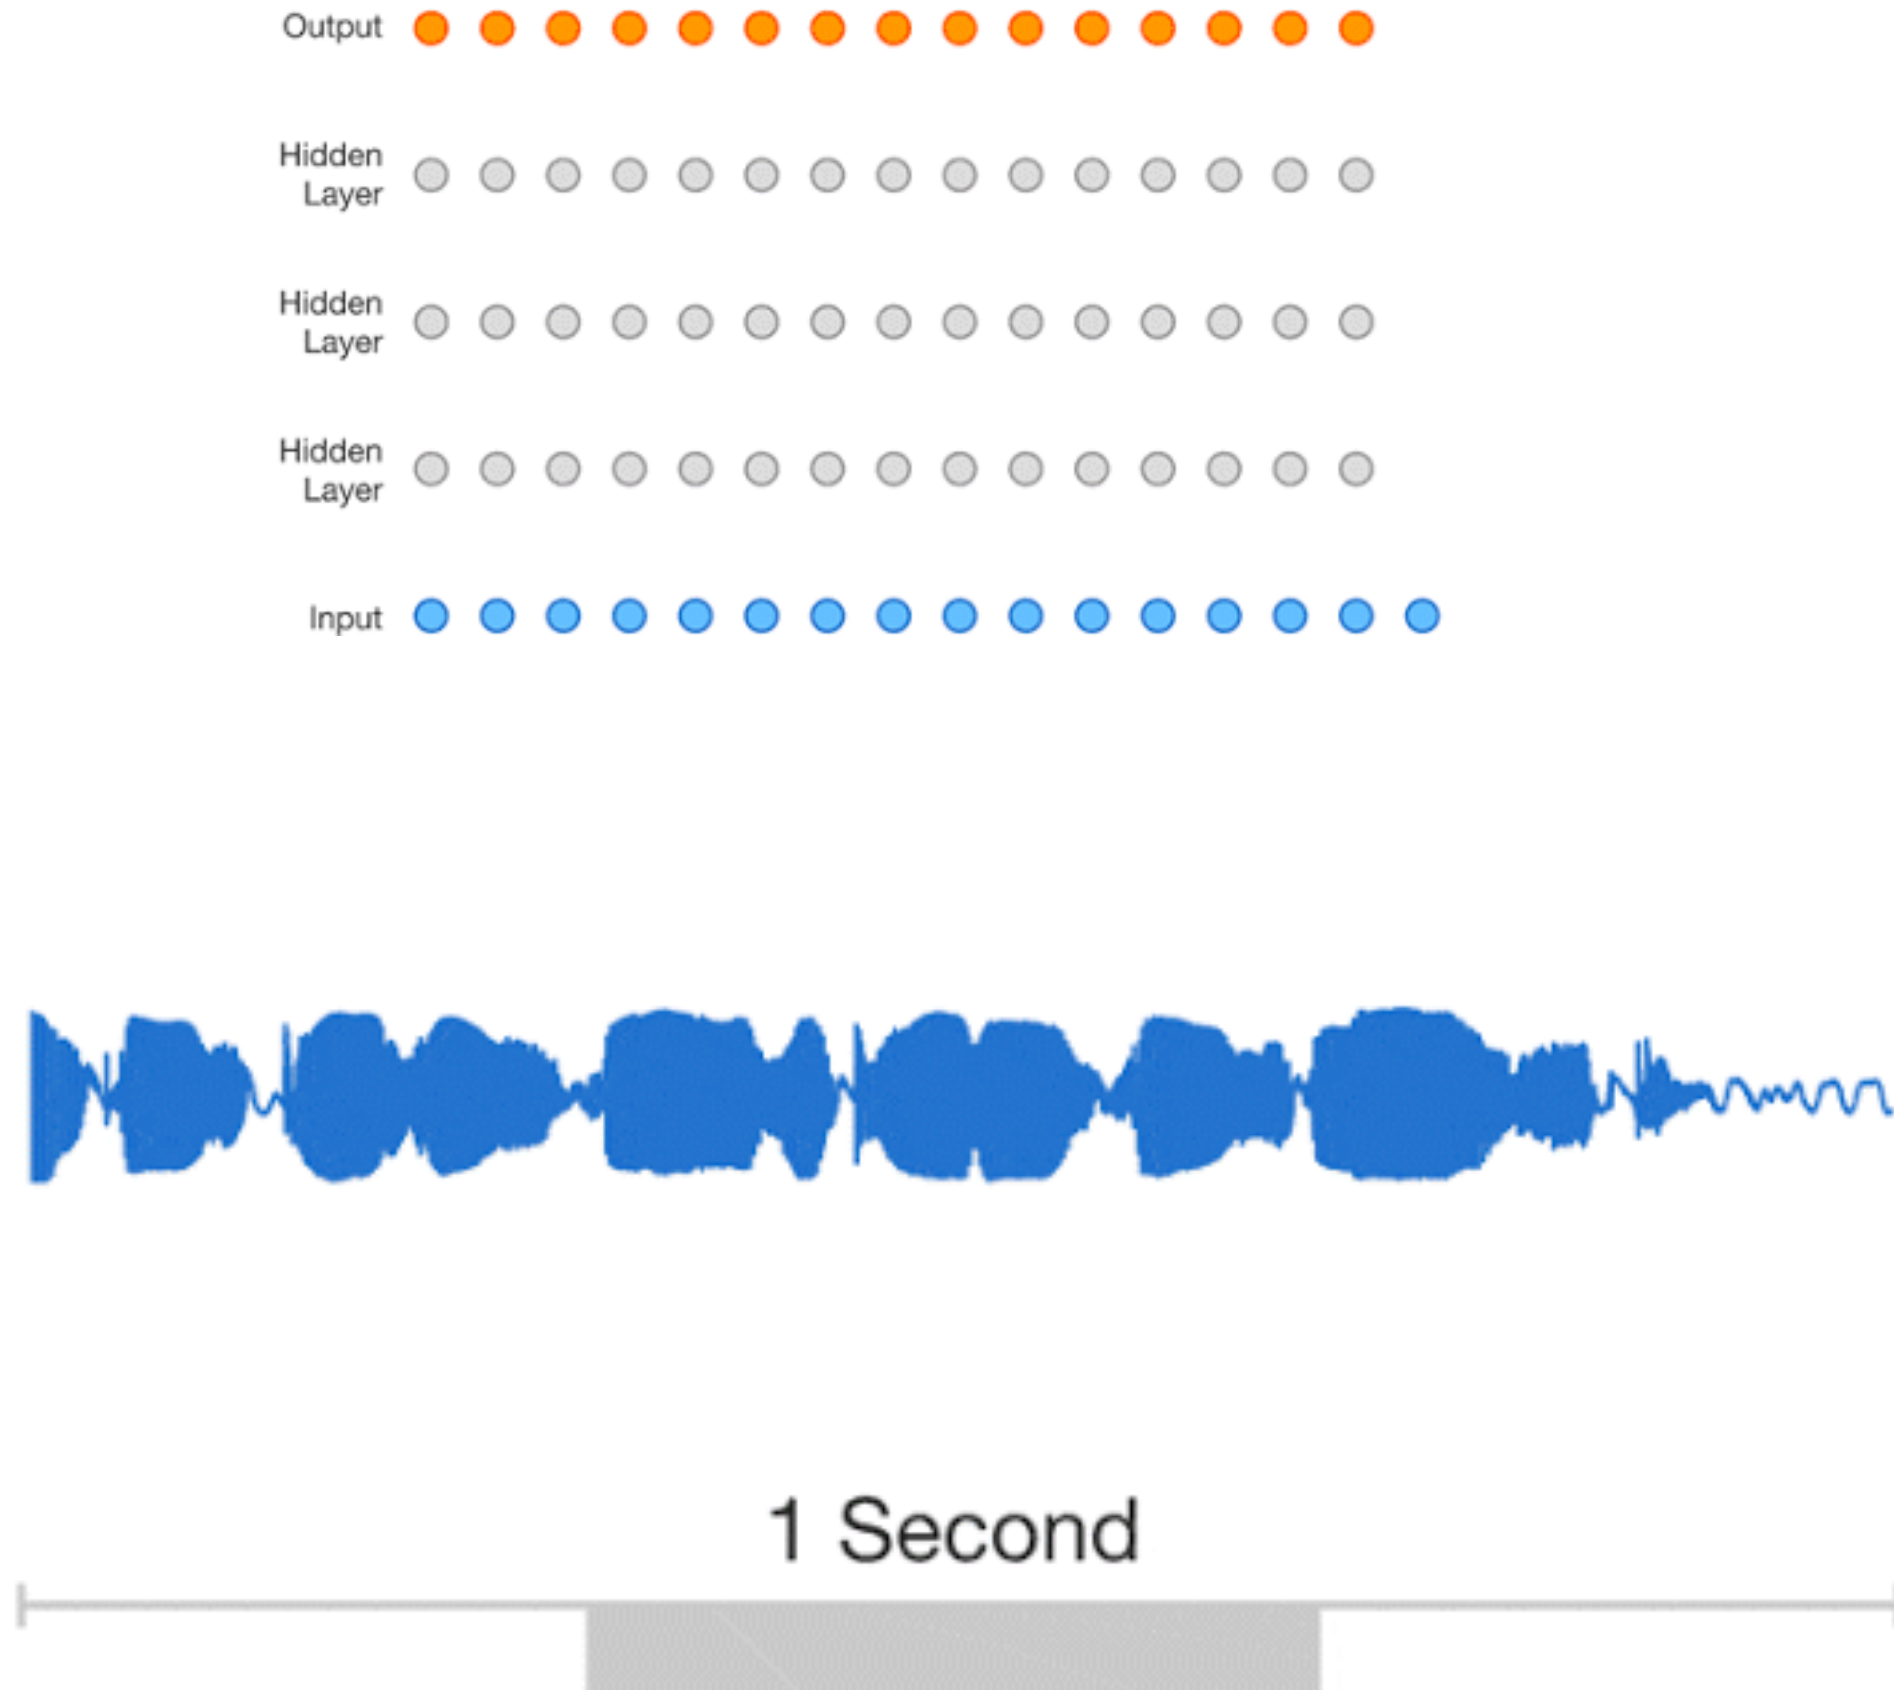 Output
Hidden
Layer
Hidden
Layer
Hidden
Layer
Input
1 Second